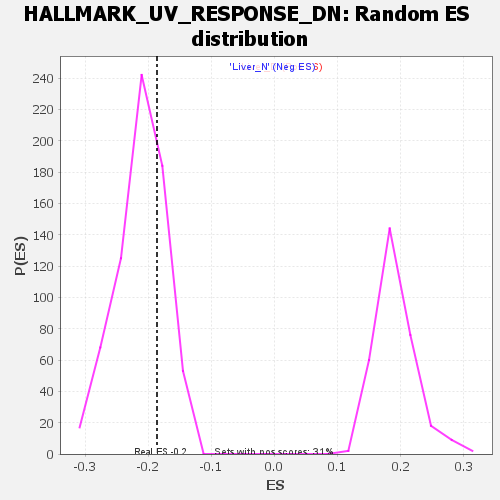 HALLMARK_UV_RESPONSE_DN: Random ES
distribution
'Liver_N' (Neg ES)
240
220
200
180
160
140
120
100
80
60
40
20
0
P(ES)
Real ES -0.2
Sets with pos scores: 31%
-0.3 -0.2 -0.1 0.0 0.1 0.2 0.3
ES